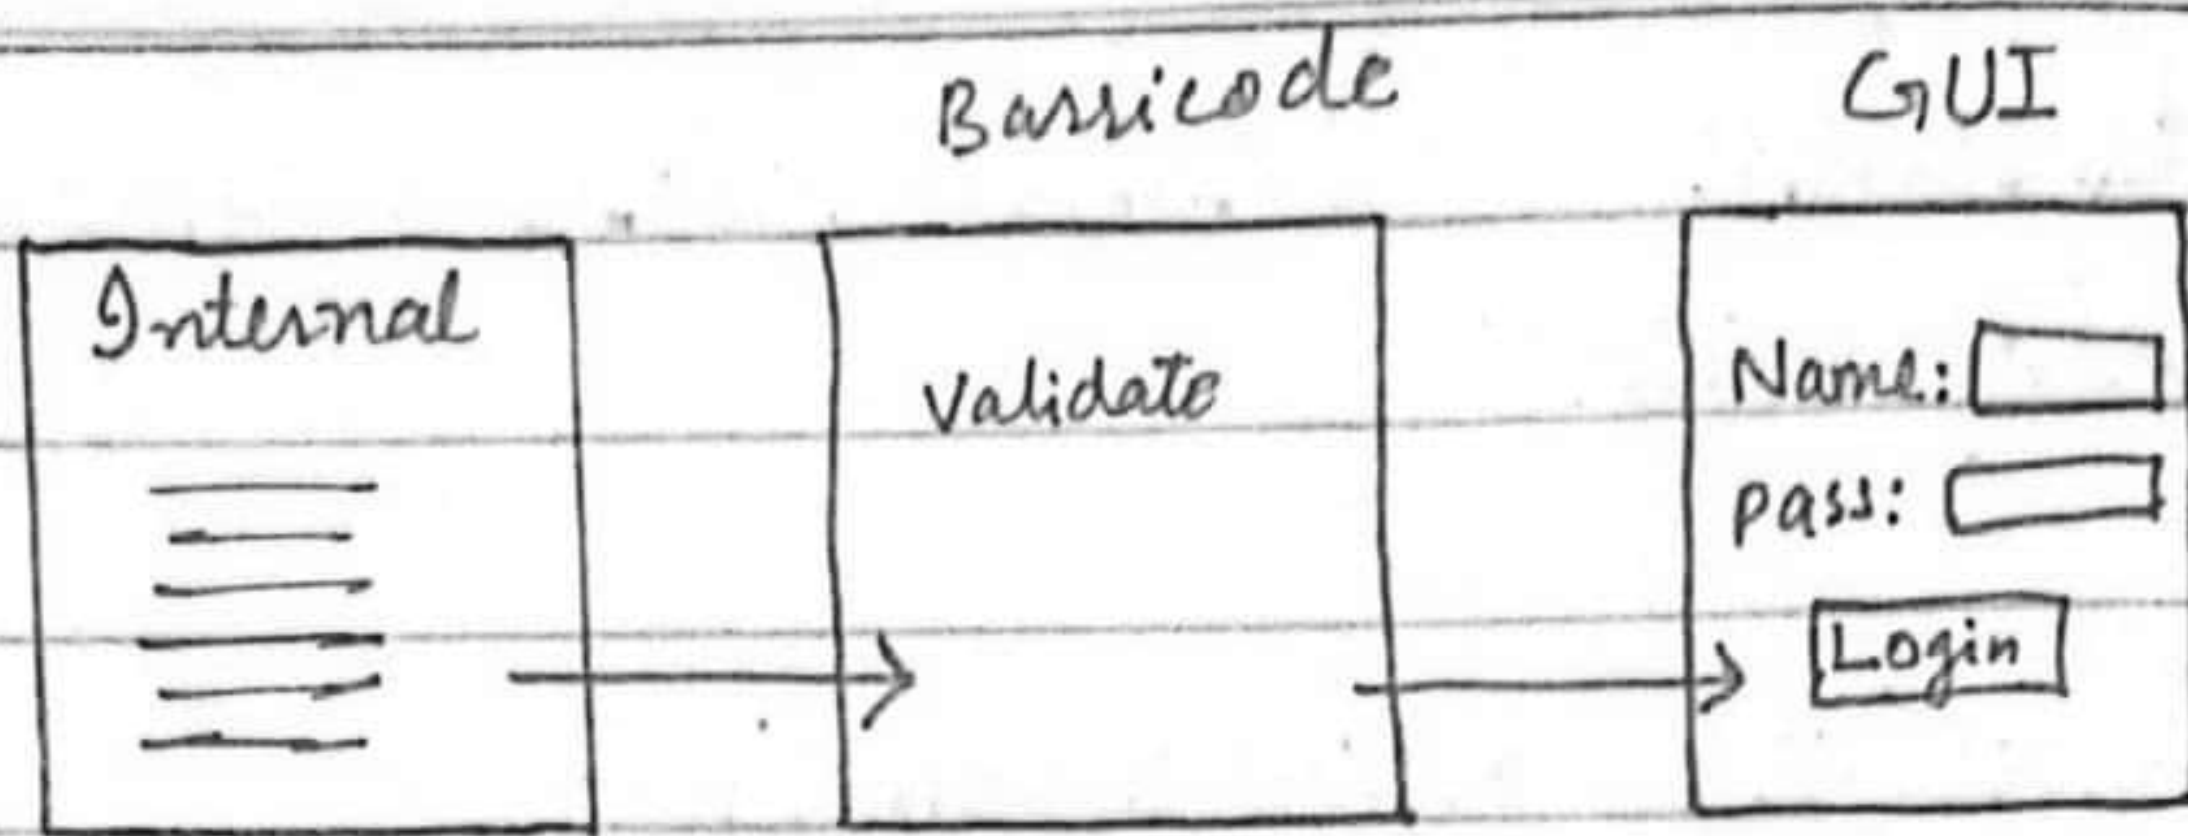 Barricode
GUI
Internal
Validate
Name:
pass:
Login